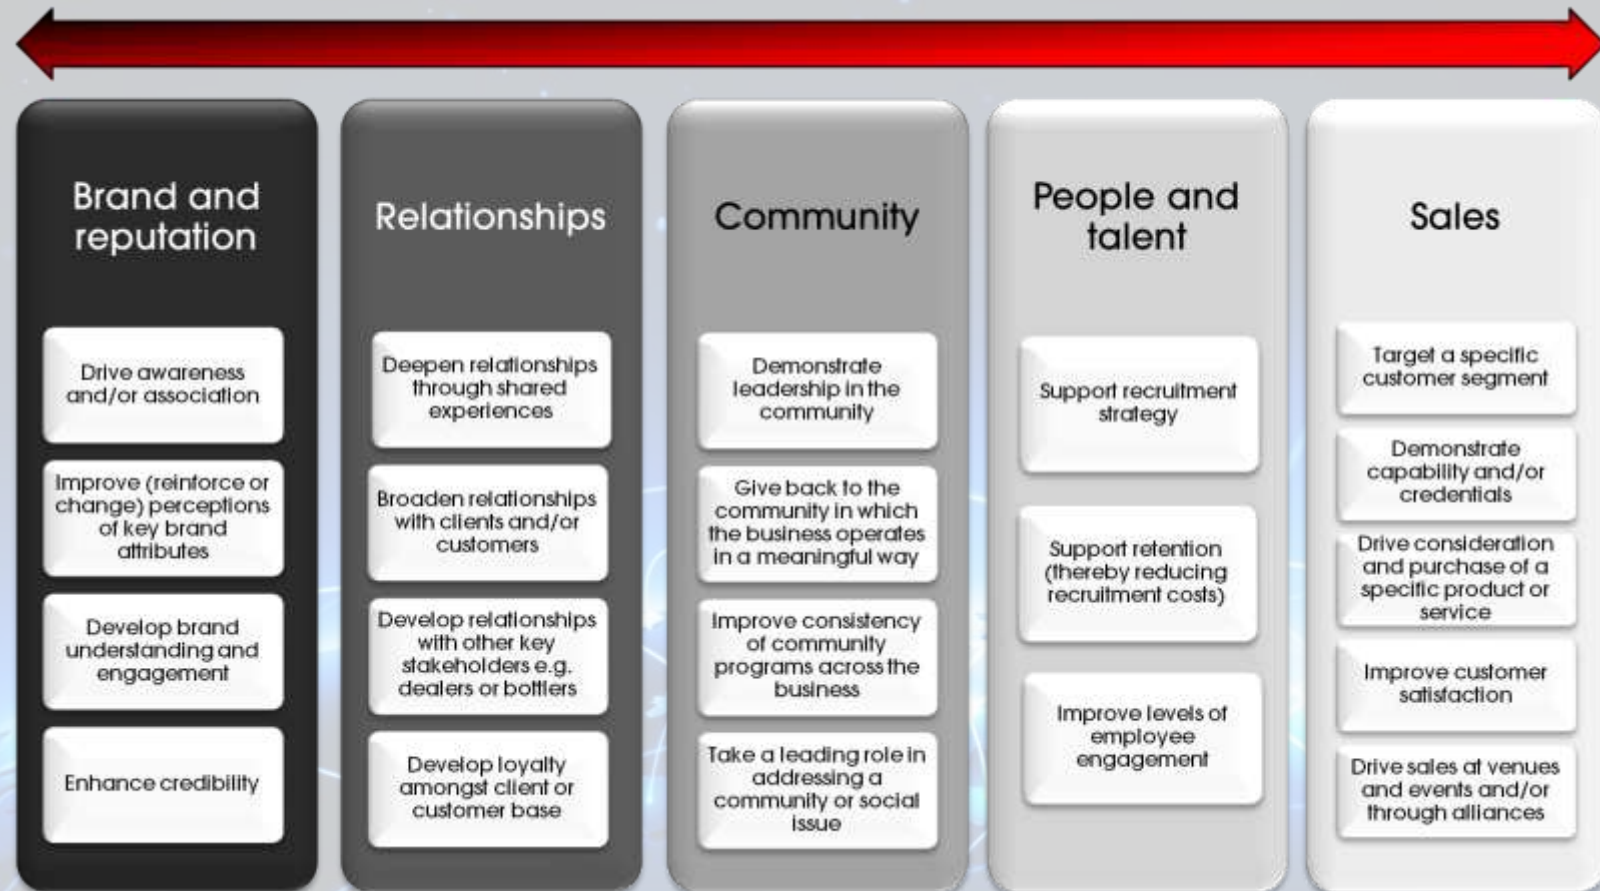 Brand and
reputation
Drive awareness
and/or association
Improve (reinforce or
change) perceptions
of key brand
attributes
Develop brand
understanding and
engagement
Enhance credibility
Relationships
Deepen relationships
through shared
experiences
Broaden relationships
with clients and/or
customers
Develop relationships
with other key
stakeholders e.g.
dealers or bottlers
Develop loyalty
amongst client or
customer base
Community
Demonstrate
leadership in the
community
Give back to the
community in which
the business operates
in a meaningful way
Improve consistency
of community
programs across the
business
Take a leading role in
addressing a
community or social
issue
People and
talent
Support recruitment
strategy
Support retention
(thereby reducing
recruitment costs)
Improve levels of
employee
engagement
Sales
Target a specific
customer segment
Demonstrate
capability and/or
credentials
Drive consideration
and purchase of a
specific product or
service
Improve customer
satisfaction
Drive sales at venues
and events and/or
through alliances